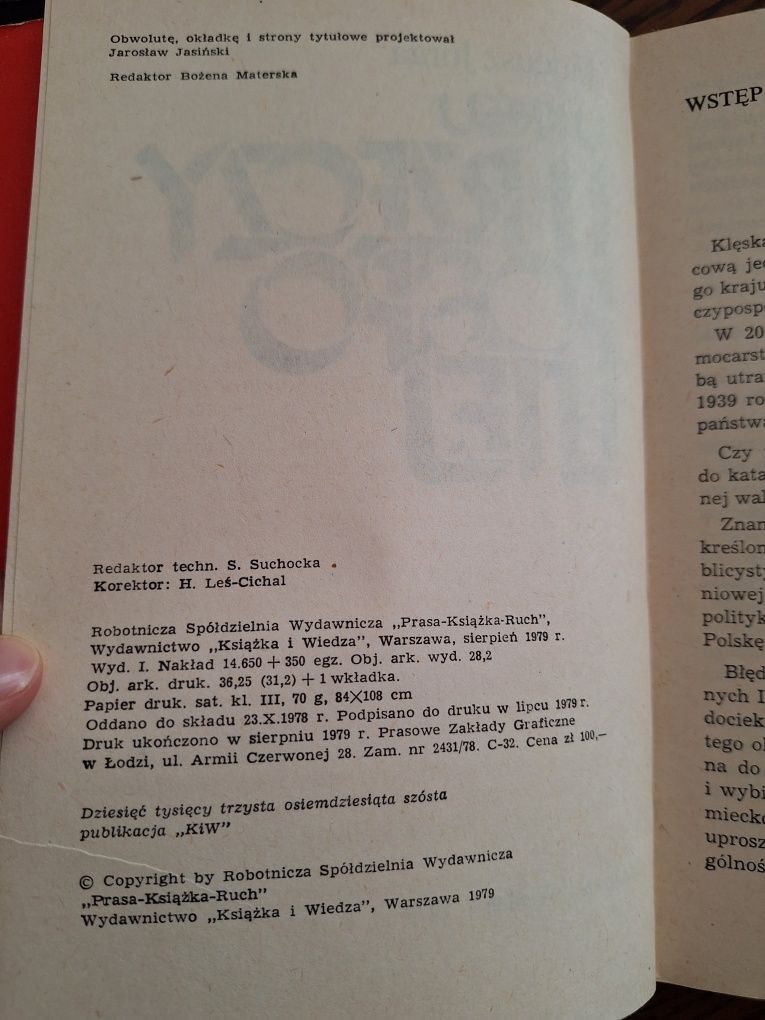 Obwolutę, okładkę i strony tytułowe projektował
Jarosław Jasiński
Redaktor Bożena Materska
Redaktor techn. S. Suchocka
Korektor: H. Leś-Cichal
Robotnicza Spółdzielnia Wydawnicza „Prasa-Książka-Ruch”,
Wydawnictwo „Książka i Wiedza”, Warszawa, sierpień 1979 r.
Wyd. I. Nakład 14.650 + 350 egz. Obj. ark. wyd. 28,2
Obj. ark. druk. 36,25 (31,2) + 1 wkładka.
Papier druk. sat. kl. III, 70 g, 84×108 cm
Oddano do składu 23.X.1978 r. Podpisano do druku w lipcu 1979 r.
Druk ukończono w sierpniu 1979 r. Prasowe Zakłady Graficzne
w Łodzi, ul. Armii Czerwonej 28. Zam. nr 2431/78. C-32. Cena zł 100,—
Dziesięć tysięcy trzysta osiemdziesiąta szósta
publikacja „KiW”
© Copyright by Robotnicza Spółdzielnia Wydawnicza
„Prasa-Książka-Ruch”
Wydawnictwo „Książka i Wiedza”, Warszawa 1979
WSTĘP
Klęska
cową jed
go kraju
czypospo
W 20
mocarst
bą utra
1939 ro
państwa
Czy
do kata
nej wal
Znan
kreślon
blicysty
niowej
polityk
Polskę
Błęd
nych I
dociek
tego ol
na do
i wybi
miecko
uprosz
gólnoś